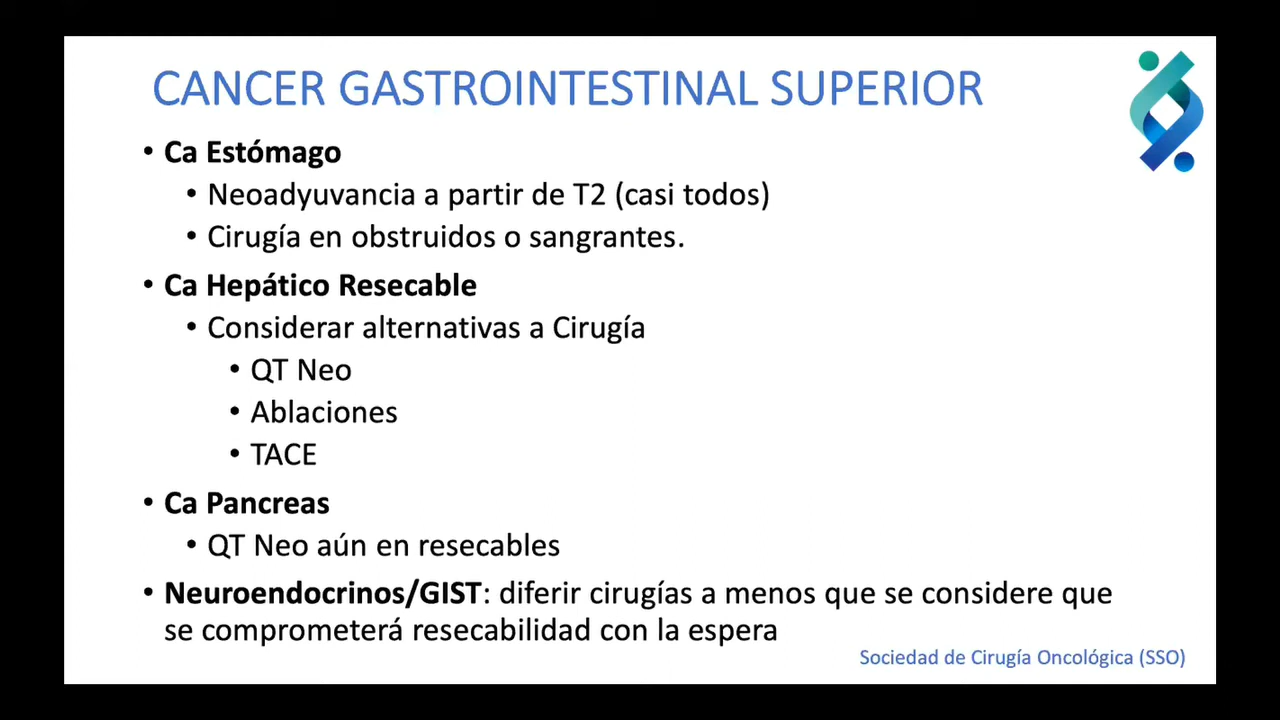 CANCER GASTROINTESTINAL SUPERIOR
• Ca Estómago
• Neoadyuvancia a partir de T2 (casi todos)
• Cirugía en obstruidos o sangrantes.
• Ca Hepático Resecable
• Considerar alternativas a Cirugía
• QT Neo
• Ablaciones
• TACE
• Ca Pancreas
• QT Neo aún en resecables
• Neuroendocrinos/GIST: diferir cirugías a menos que se considere que
se comprometerá resecabilidad con la espera
Sociedad de Cirugía Oncológica (SSO)